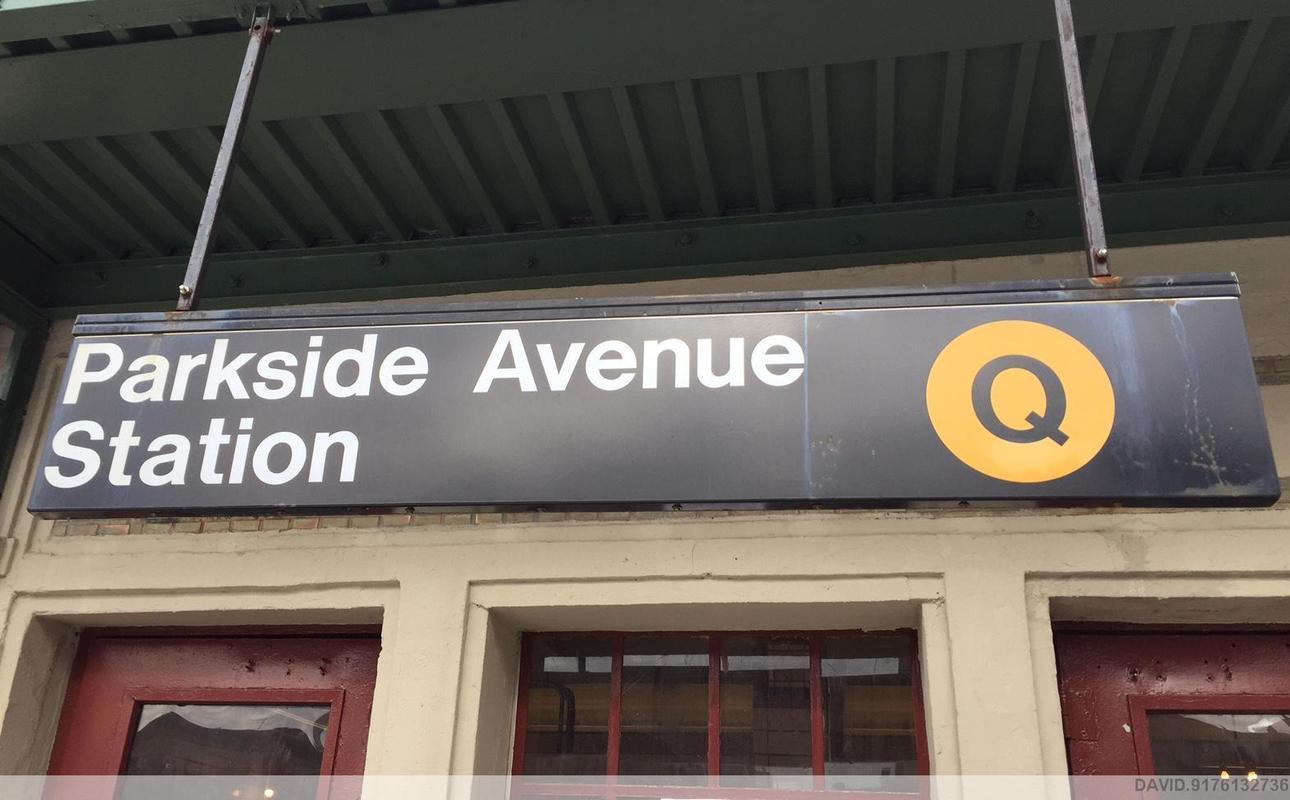 Parkside Avenue
Station
Q
DAVID.9176132736